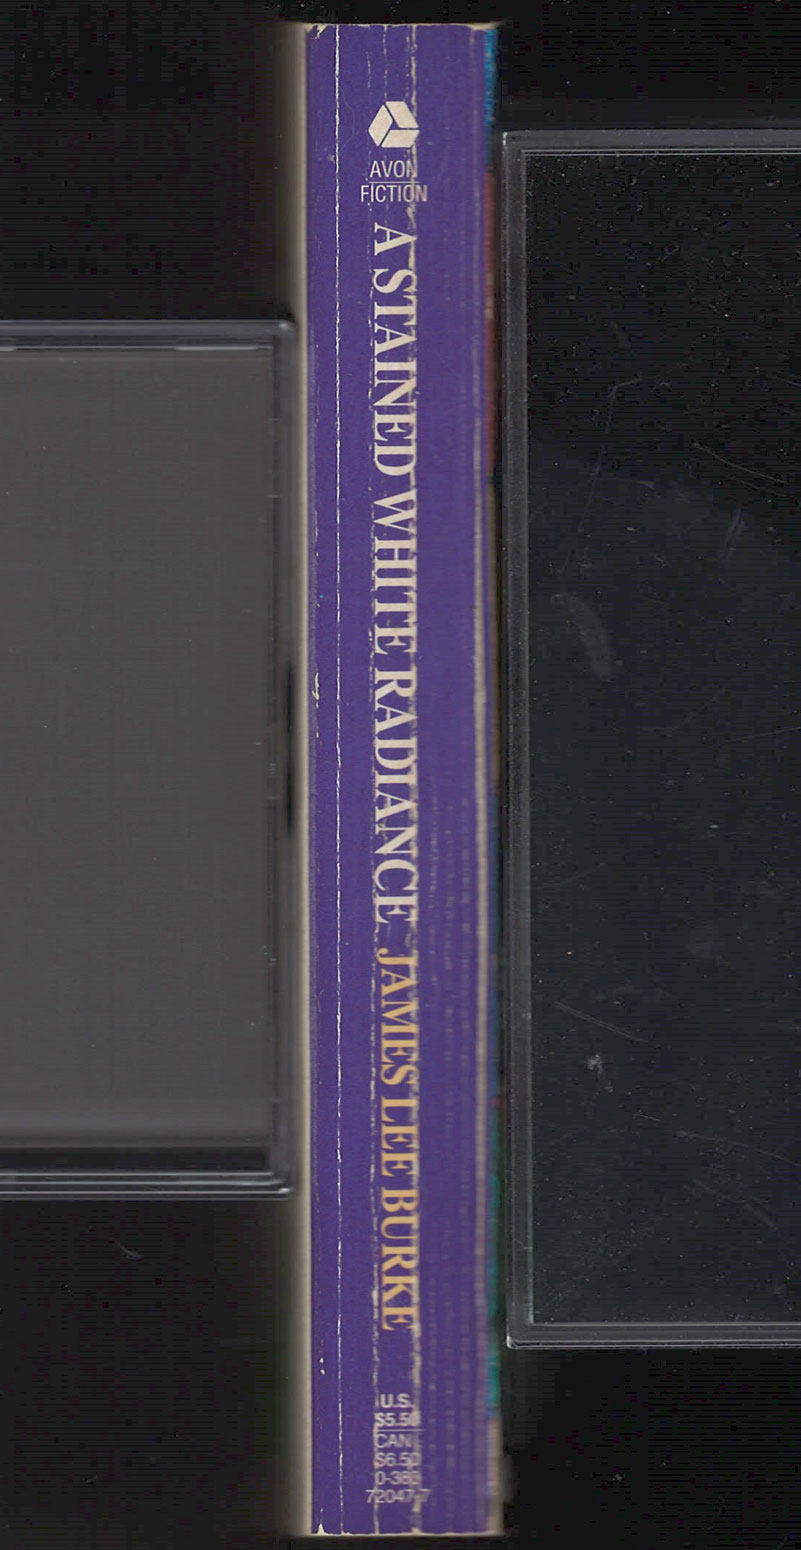 AVON
FICTION
A STAINED WHITE RADIANCE JAMES LEE BURKE
U.S.
$5.50
CAN
$6.50
0-380
72047-7